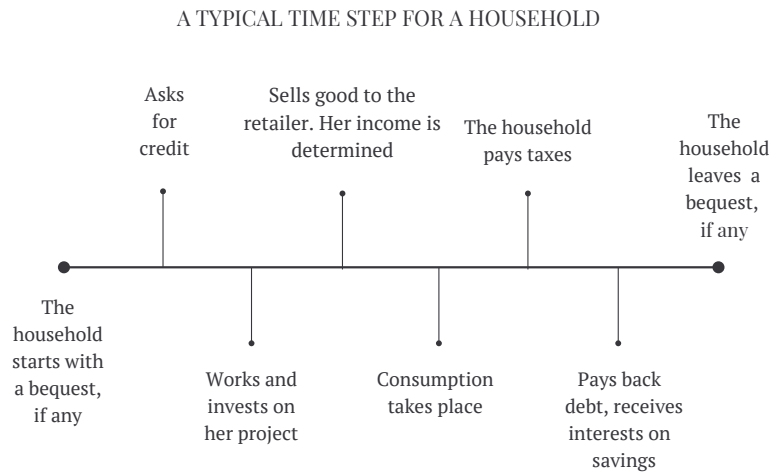 A TYPICAL TIME STEP FOR A HOUSEHOLD
Asks
for
credit
Sells good to the
retailer. Her income is
determined
The household
pays taxes
The
household
leaves a
bequest,
if any
The
household
starts with
a bequest,
if any
Works and
invests on
her project
Consumption
takes place
Pays back
debt, receives
interests on
savings